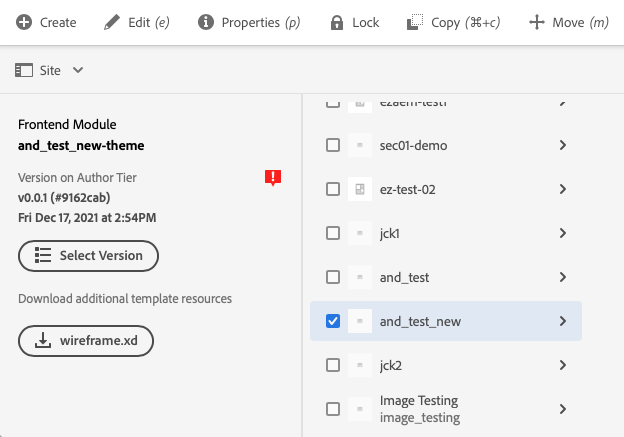 Create Edit (e) Properties (p) Lock Copy (⌘+c) Move (m)
Site
Frontend Module
and_test_new-theme
Version on Author Tier
v0.0.1 (#9162cab)
Fri Dec 17, 2021 at 2:54PM
Select Version
Download additional template resources
wireframe.xd
ezaem-test1
sec01-demo
ez-test-02
jck1
and_test
and_test_new
jck2
Image Testing
image_testing